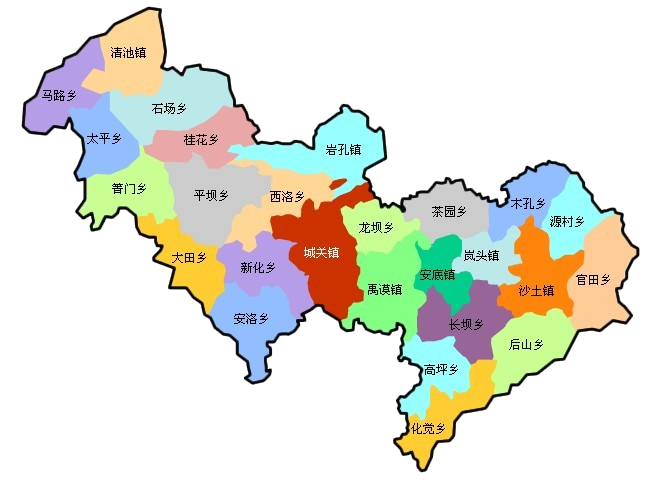 清池镇
马路乡
石场乡
太平乡
桂花乡
岩孔镇
普门乡
平坝乡
西洛乡
木孔乡
茶园乡
源村乡
龙坝乡
城关镇
大田乡
岚头镇
新化乡
安底镇
官田乡
禹谟镇
沙土镇
安洛乡
长坝乡
后山乡
高坪乡
化觉乡